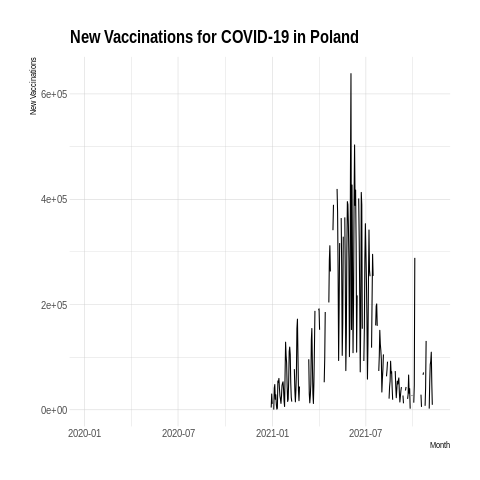 New Vaccinations for COVID-19 in Poland
New Vaccinations
6e+05
4e+05
2e+05
0e+00
2020-01
2020-07
2021-01
2021-07
Month